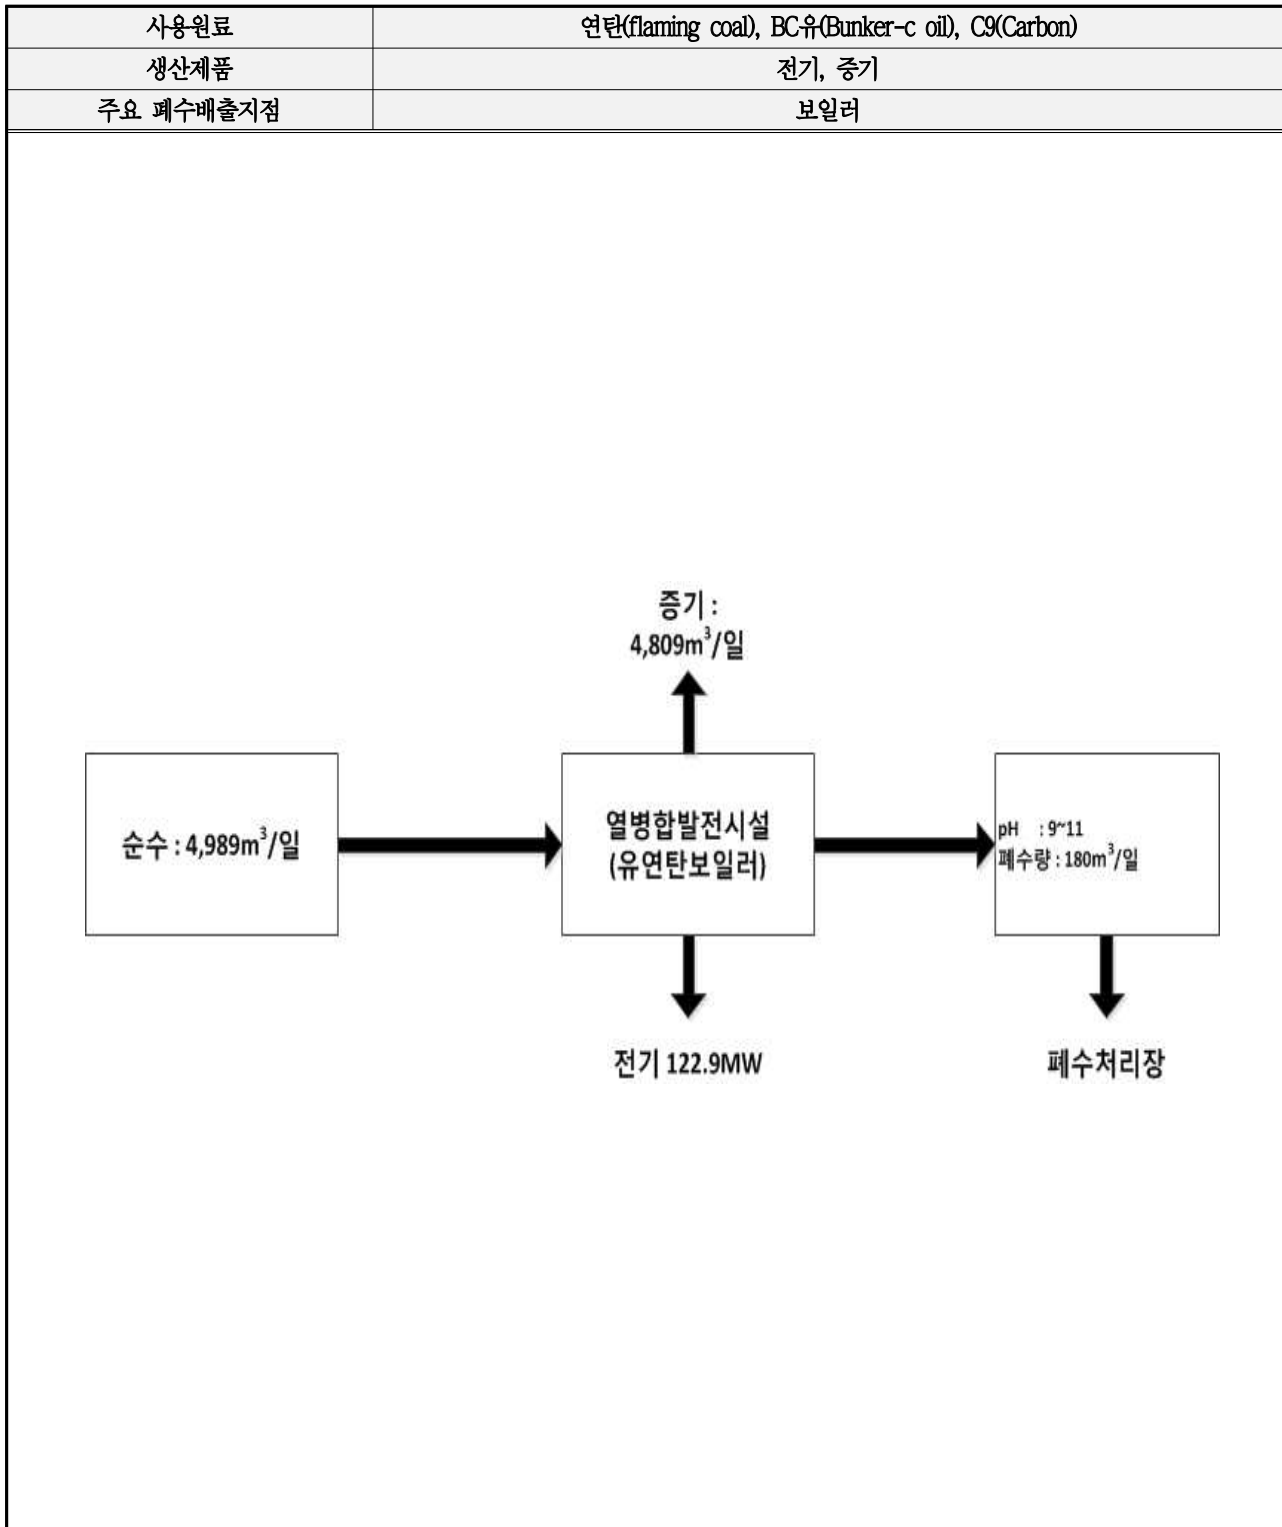 사용원료 연탄(flaming coal), BC유(Bunker-c oil), C9(Carbon)
생산제품 전기, 증기
주요 폐수배출지점 보일러
증기 :
4,809m³/일
순수 : 4,989m³/일
열병합발전시설
(유연탄보일러)
pH : 9~11
폐수량 : 180m³/일
전기 122.9MW
폐수처리장